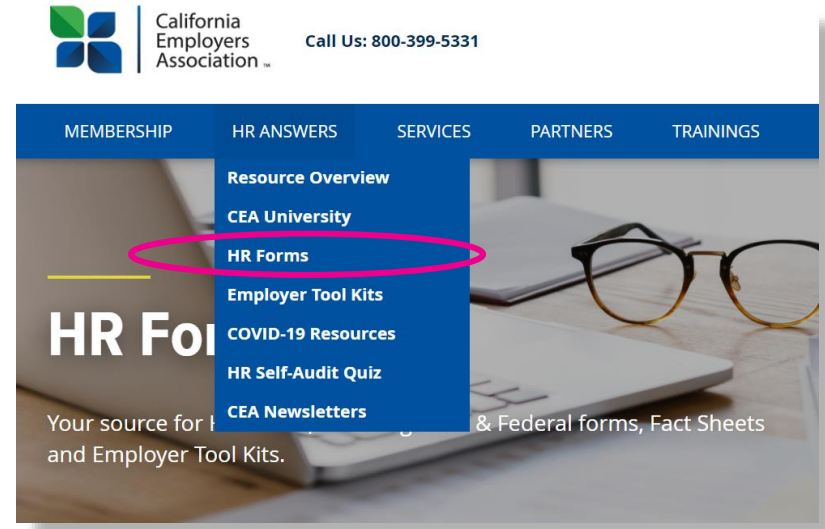 California
Employers
Association ™
Call Us: 800-399-5331
MEMBERSHIP HR ANSWERS SERVICES PARTNERS TRAININGS
Resource Overview
CEA University
HR Forms
Employer Tool Kits
COVID-19 Resources
HR Self-Audit Quiz
CEA Newsletters
HR Fo
Your source for & Federal forms, Fact Sheets
and Employer Tool Kits.